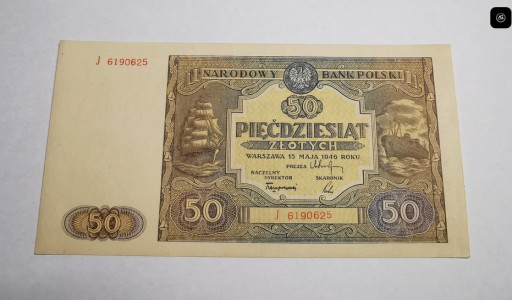 J 6190625
NARODOWY BANK POLSKI
50
PIĘĆDZIESIĄT
ZŁOTYCH
WARSZAWA 15 MAJA 1946 ROKU
PREZES
NACZELNY DYREKTOR
SKARBNIK
50
50
J 6190625
50